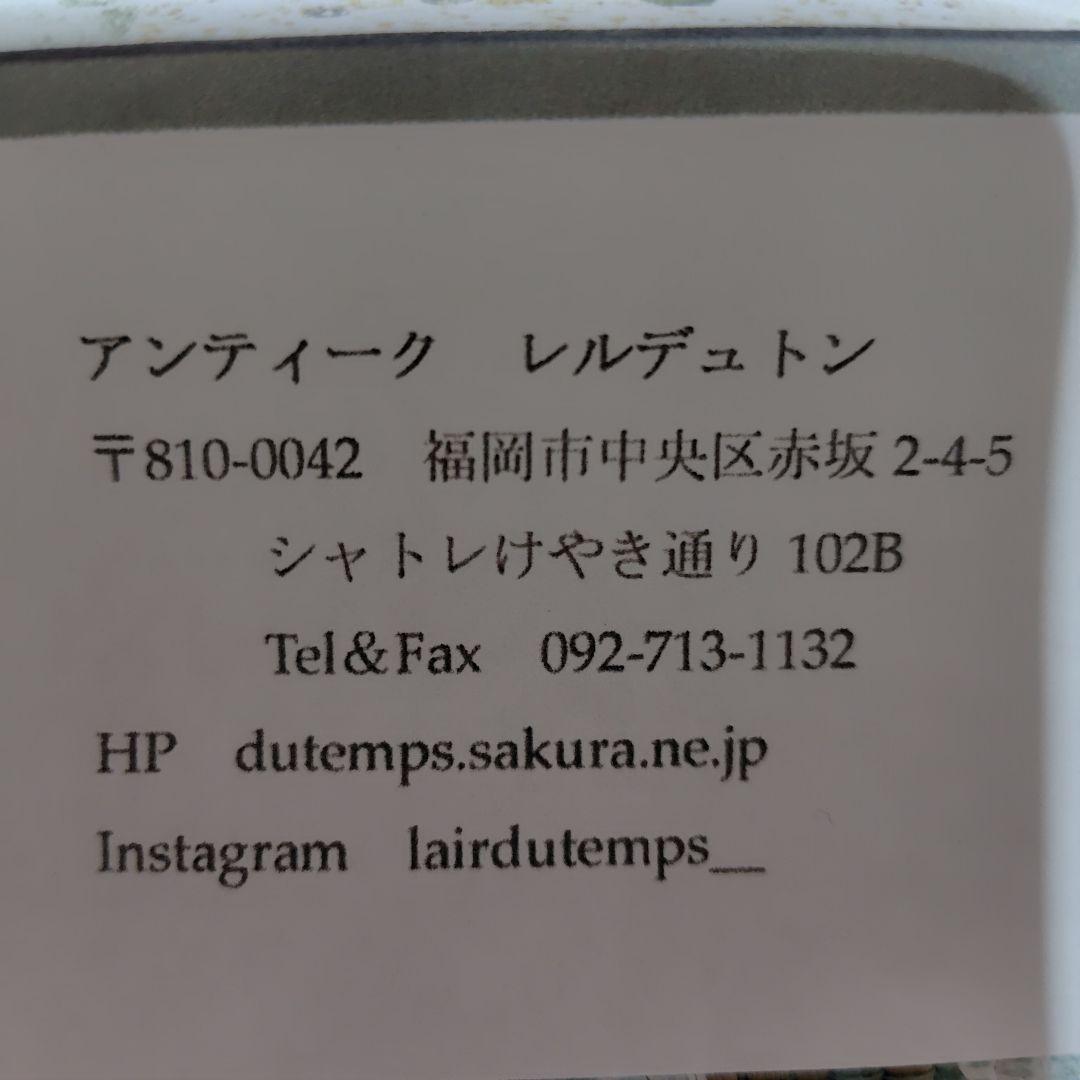 アンティーク　レルデュトン
〒810-0042　福岡市中央区赤坂 2-4-5
シャトレけやき通り 102B
Tel&Fax　092-713-1132
HP　dutemps.sakura.ne.jp
Instagram　lairdutemps__